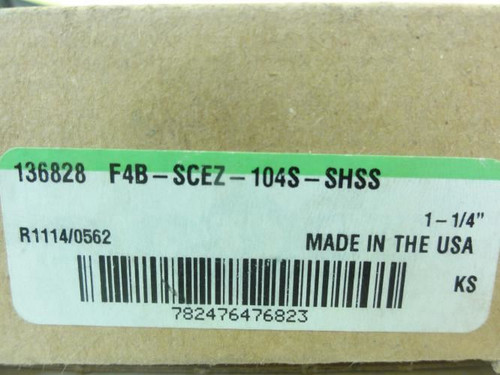 136828 F4B-SCEZ-104S-SHSS
1-1/4"
R1114/0562 MADE IN THE USA
KS
782476476823